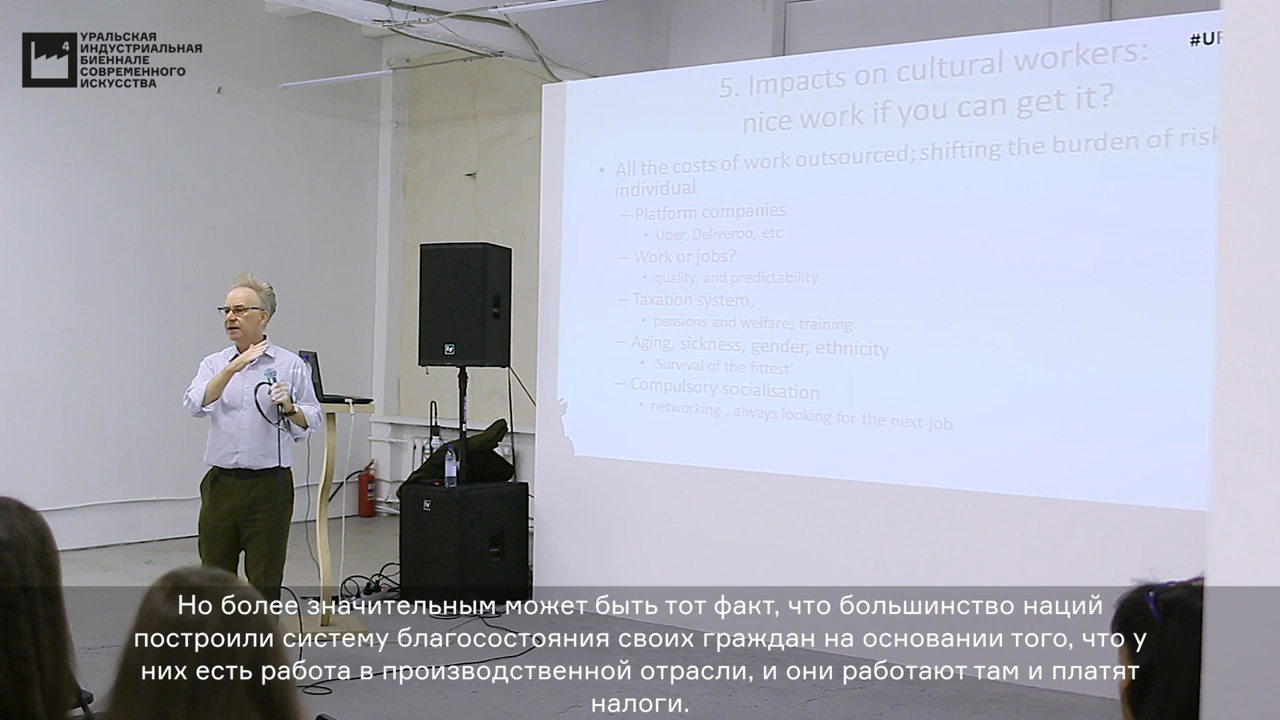 4
УРАЛЬСКАЯ
ИНДУСТРИАЛЬНАЯ
БИЕННАЛЕ
СОВРЕМЕННОГО
ИСКУССТВА
5. Impacts on cultural workers:
nice work if you can get it?
• All the costs of work outsourced; shifting the burden of risk
individual
– Platform companies
• Uber, Deliveroo, etc
– Work or jobs?
• quality, and predictability
– Taxation system,
• pensions and welfare; training
– Aging, sickness, gender, ethnicity
• 'Survival of the fittest'
– Compulsory socialisation
• networking , always looking for the next job
Но более значительным может быть тот факт, что большинство наций
построили систему благосостояния своих граждан на основании того, что у
них есть работа в производственной отрасли, и они работают там и платят
налоги.